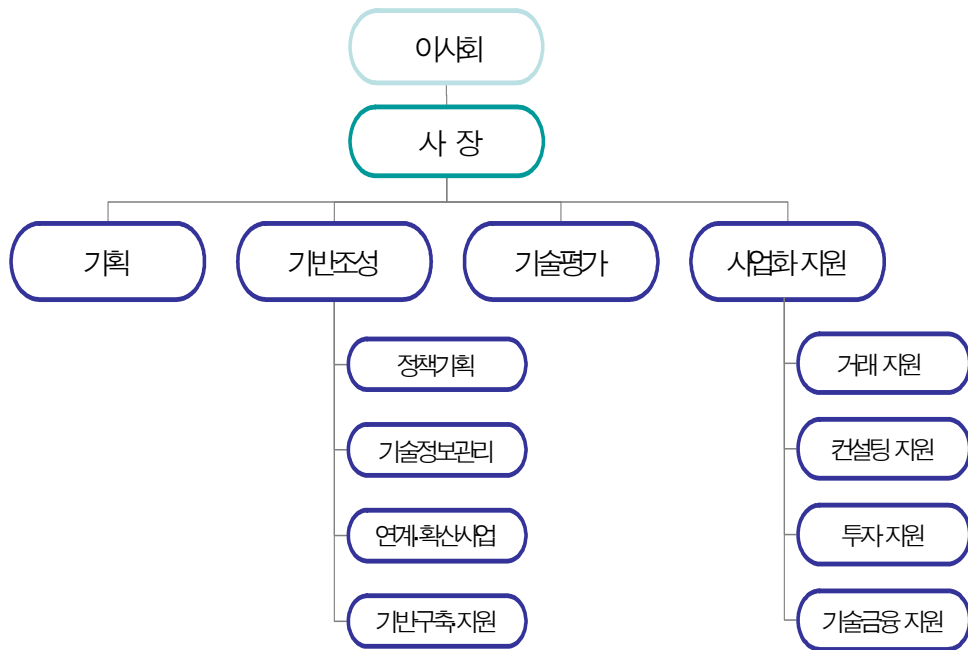 이사회
사 장
기획
기반조성
기술평가
사업화 지원
정책기획
기술정보관리
연계·확산사업
기반구축·지원
거래 지원
컨설팅 지원
투자 지원
기술금융 지원